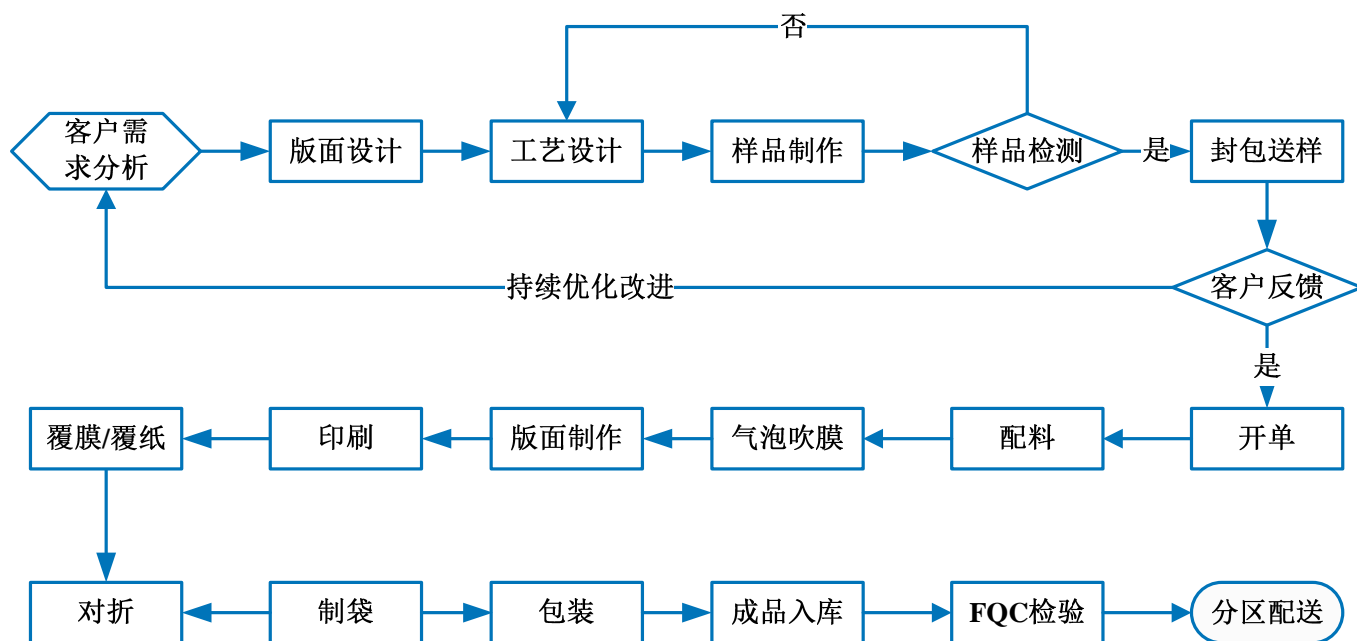 否
客户需
求分析
版面设计
工艺设计
样品制作
样品检测
是
封包送样
持续优化改进
客户反馈
是
覆膜/覆纸
印刷
版面制作
气泡吹膜
配料
开单
对折
制袋
包装
成品入库
FQC检验
分区配送